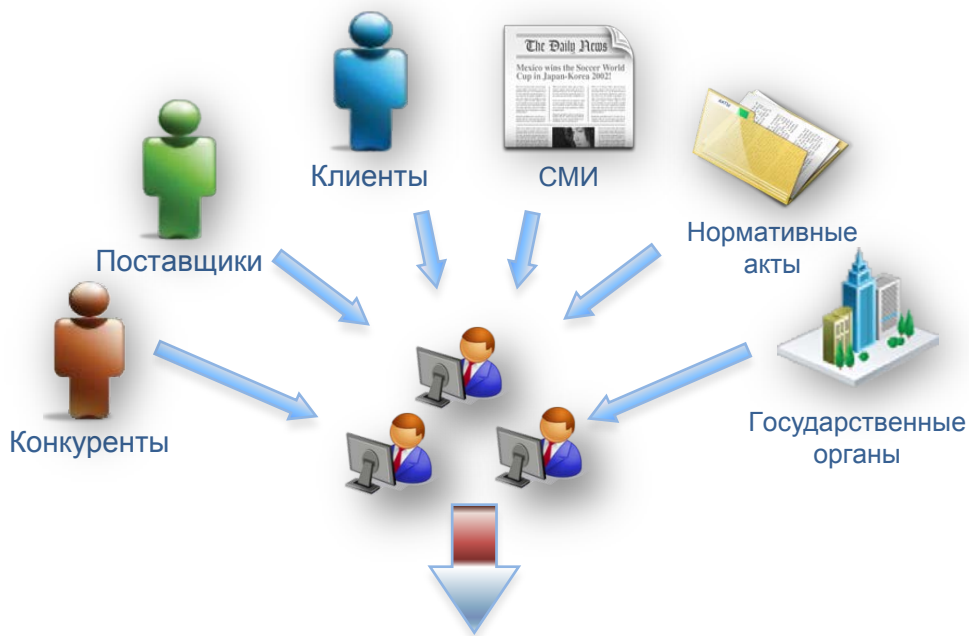 The Daily News
Mexico wins the Soccer World
Cup in Japan-Korea 2002!
Клиенты
СМИ
Поставщики
Нормативные
акты
Конкуренты
Государственные
органы